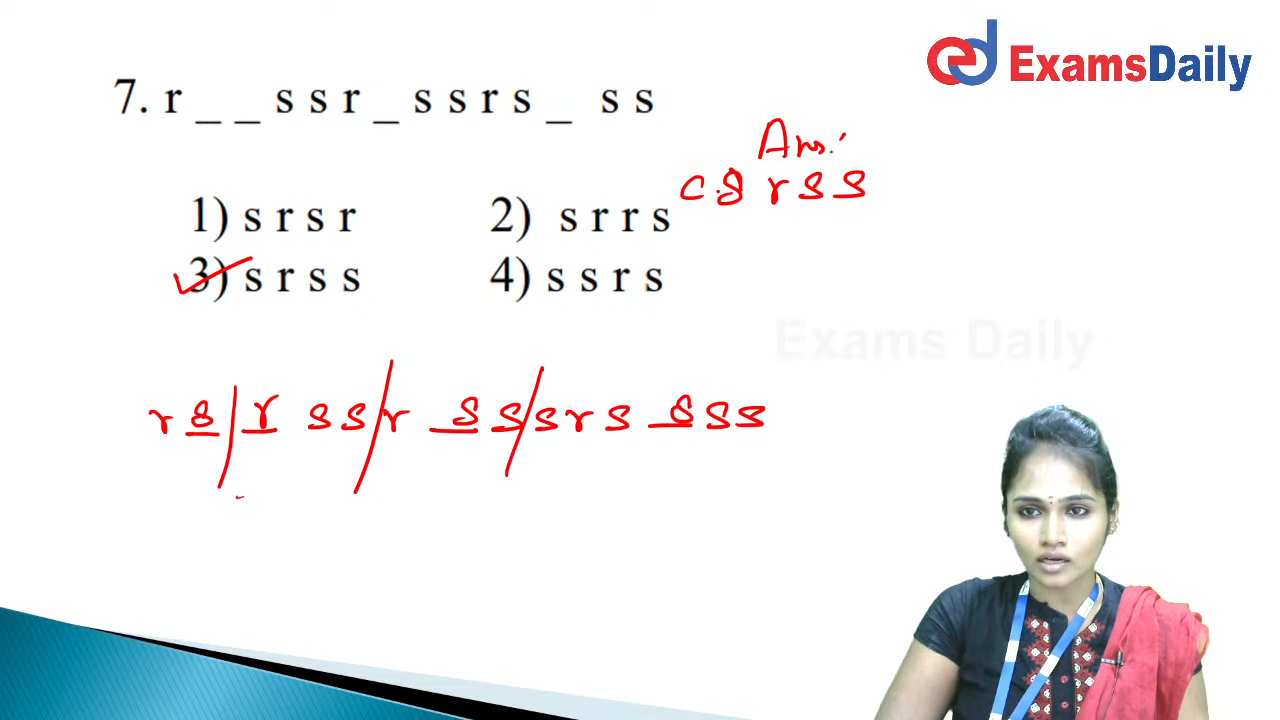 ExamsDaily
7. r _ _ s s r _ s s r s _ s s
Ans:
1) s r s r
2) s r r s
c. s r s s
3) s r s s
4) s s r s
Exams Daily
r s / r s s / r s s / s r s s s s